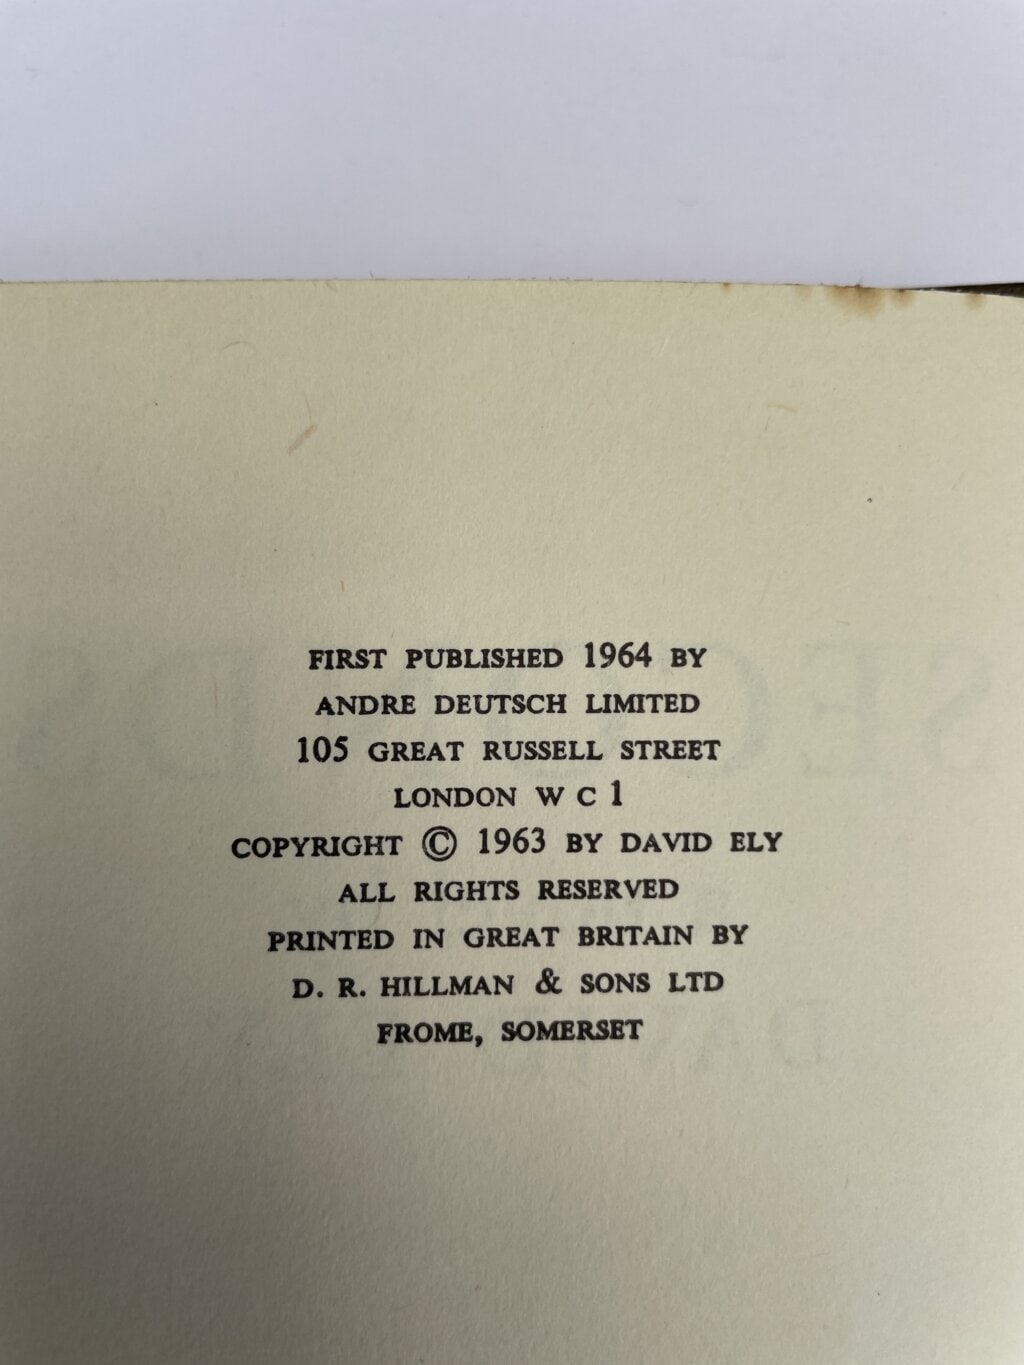 FIRST PUBLISHED 1964 BY
ANDRE DEUTSCH LIMITED
105 GREAT RUSSELL STREET
LONDON W C 1
COPYRIGHT © 1963 BY DAVID ELY
ALL RIGHTS RESERVED
PRINTED IN GREAT BRITAIN BY
D. R. HILLMAN & SONS LTD
FROME, SOMERSET